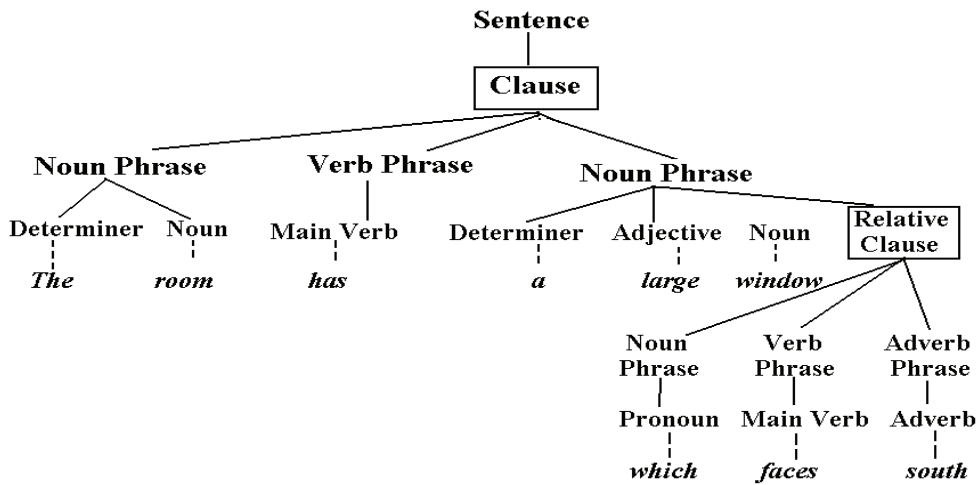 Sentence
Clause
Noun Phrase Verb Phrase Noun Phrase
Determiner Noun Main Verb Determiner Adjective Noun Relative
Clause
The room has a large window
Noun Verb Adverb
Phrase Phrase Phrase
Pronoun Main Verb Adverb
which faces south